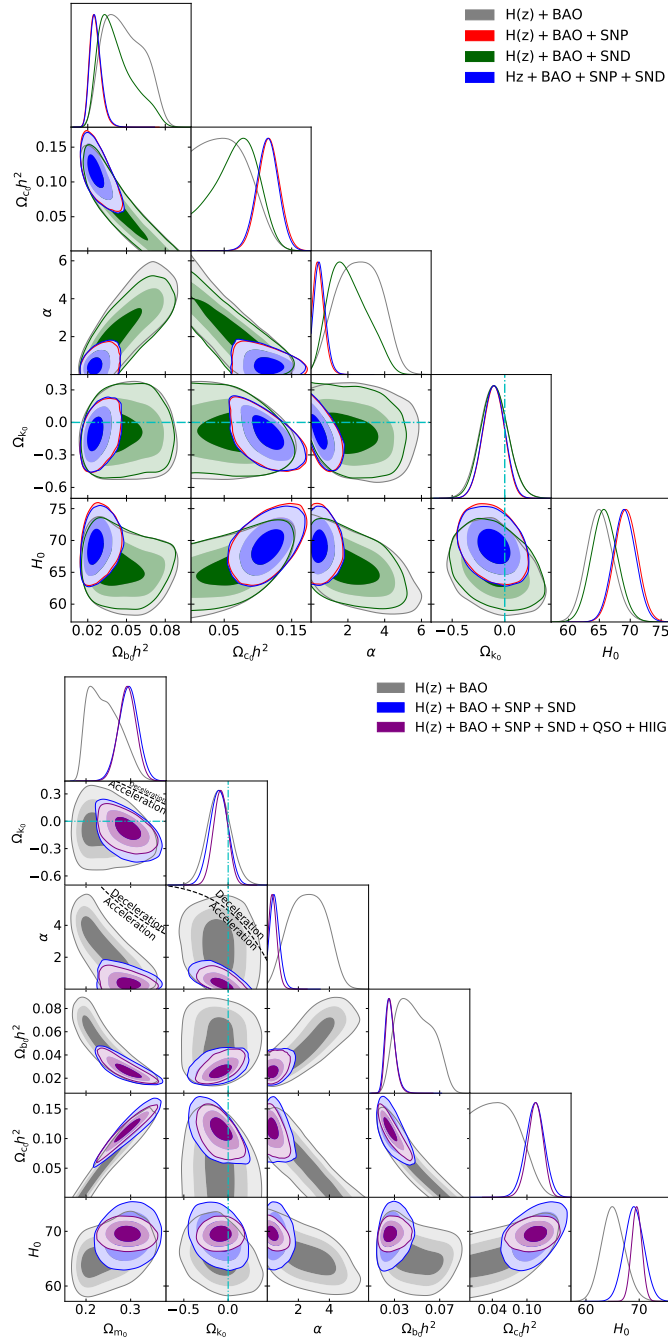 H(z) + BAO
H(z) + BAO + SNP
H(z) + BAO + SND
Hz + BAO + SNP + SND
0.15
0.10
0.05
Ω_{c_0}h^2
6
4
2
α
0.3
0.0
−0.3
−0.6
Ω_{k_0}
75
70
65
60
H_0
0.02 0.05 0.08
0.05 0.15
2 4 6
−0.5 0.0
60 65 70 75
Ω_{b_0}h^2 Ω_{c_0}h^2 α Ω_{k_0} H_0
H(z) + BAO
H(z) + BAO + SNP + SND
H(z) + BAO + SNP + SND + QSO + HIIG
0.3
0.0
−0.3
−0.6
Ω_{k_0}
Deceleration
Acceleration
4
2
α
Deceleration
Acceleration
Deceleration
Acceleration
0.08
0.06
0.04
0.02
Ω_{b_0}h^2
0.15
0.10
0.05
Ω_{c_0}h^2
70
60
H_0
0.2 0.3
−0.5 0.0
2 4
0.03 0.07
0.04 0.10
60 70
Ω_{m_0} Ω_{k_0} α Ω_{b_0}h^2 Ω_{c_0}h^2 H_0